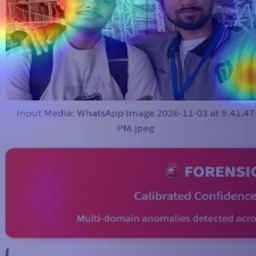 Input Media: WhatsApp Image 2026-11-03 at 9.41.47
PM.jpeg
FORENSIC
Calibrated Confidence
Multi-domain anomalies detected acro